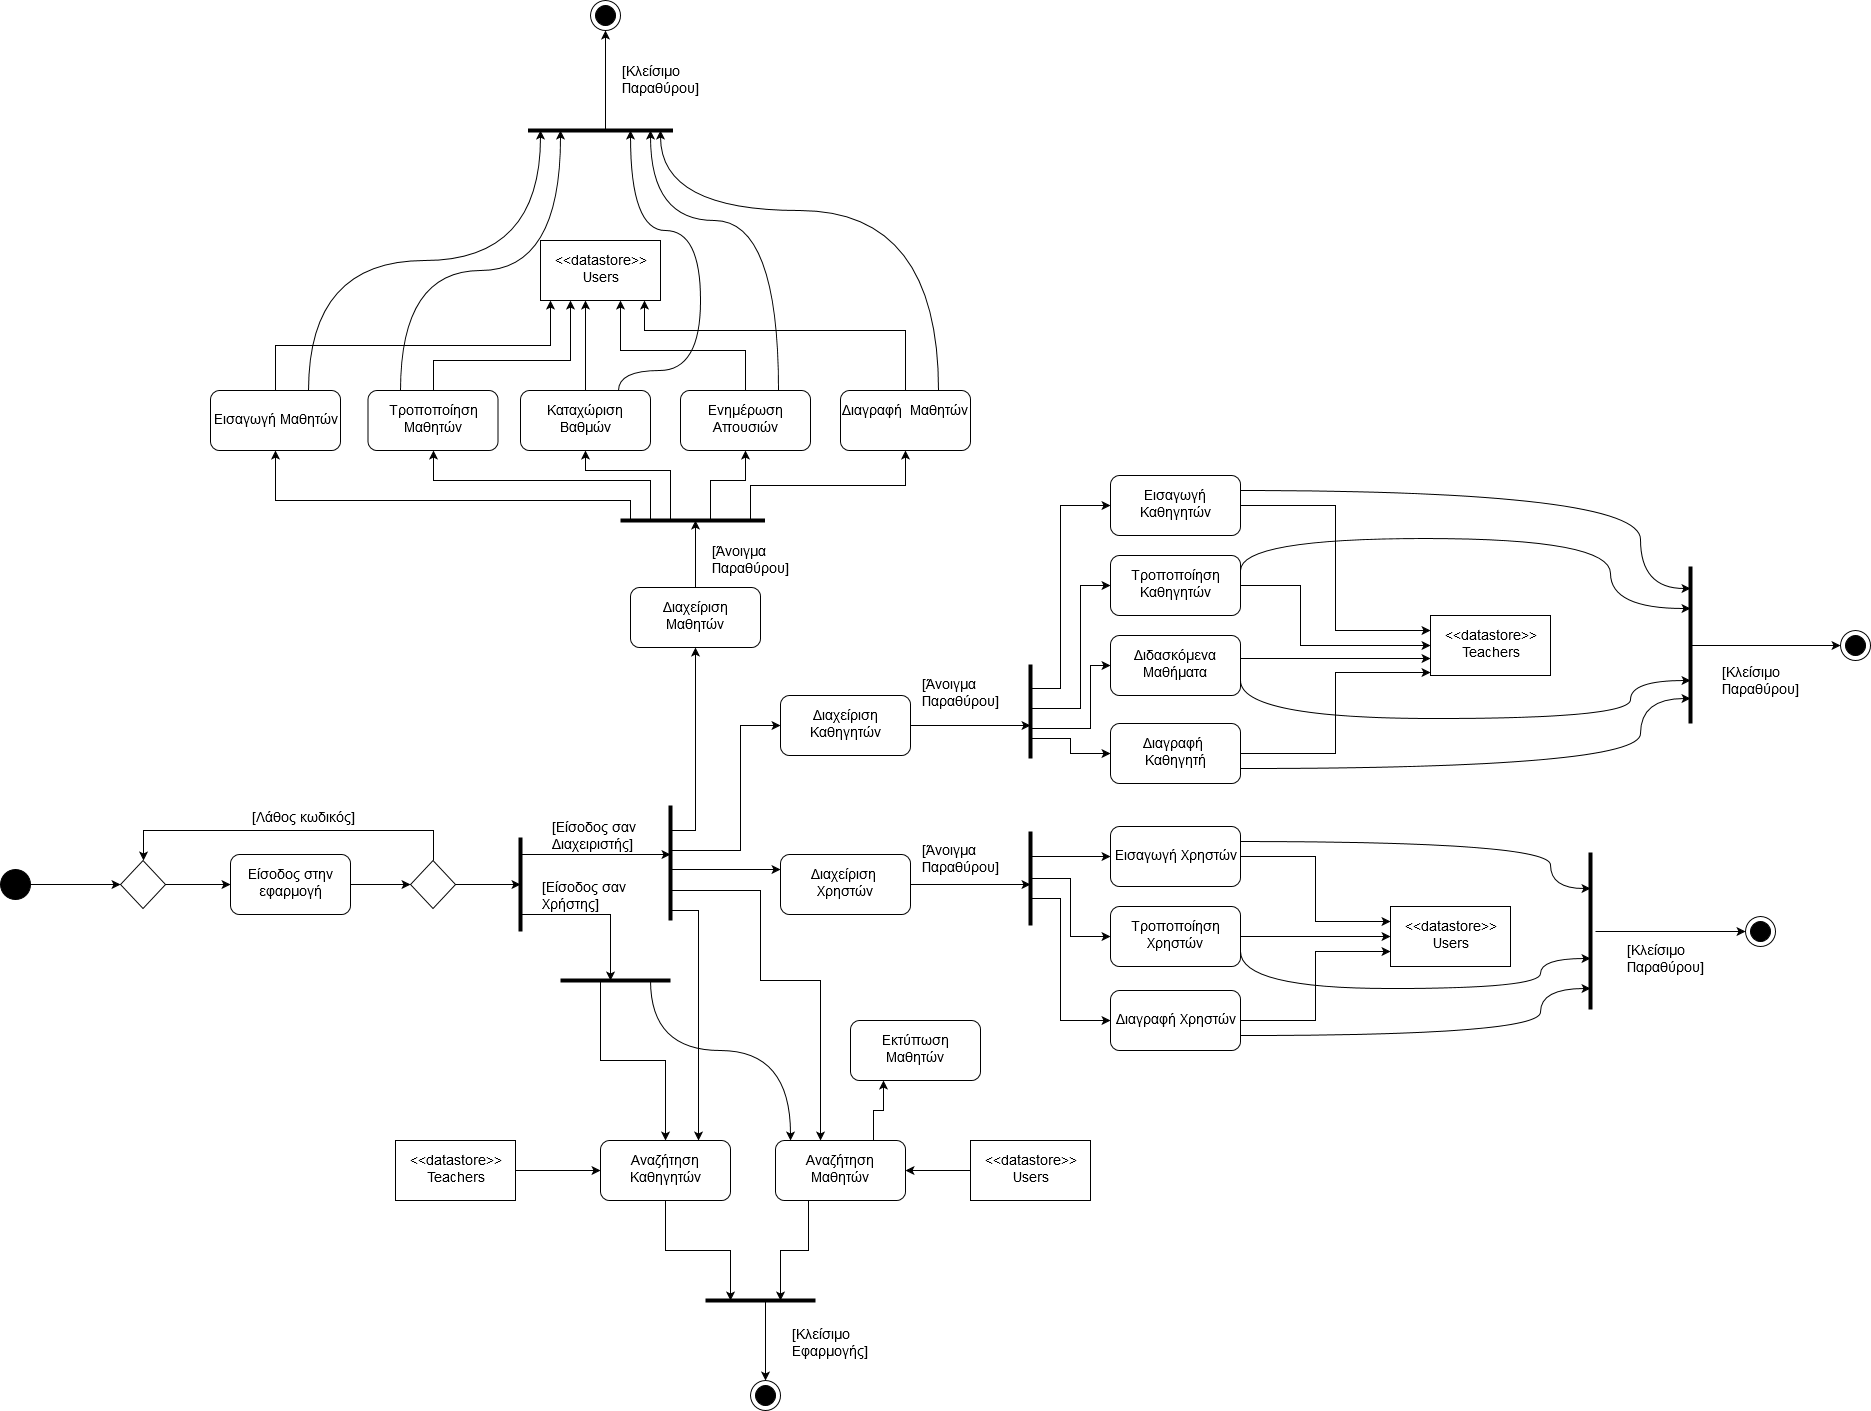 [Κλείσιμο
Παραθύρου]
<<datastore>>
Users
Εισαγωγή Μαθητών
Τροποποίηση
Μαθητών
Καταχώριση
Βαθμών
Ενημέρωση
Απουσιών
Διαγραφή  Μαθητών
[Άνοιγμα
Παραθύρου]
Διαχείριση
Μαθητών
Εισαγωγή
Καθηγητών
Τροποποίηση
Καθηγητών
Διδασκόμενα
Μαθήματα
Διαγραφή
Καθηγητή
<<datastore>>
Teachers
[Κλείσιμο
Παραθύρου]
[Άνοιγμα
Παραθύρου]
Διαχείριση
Καθηγητών
[Λάθος κωδικός]
Είσοδος στην
εφαρμογή
[Είσοδος σαν
Διαχειριστής]
[Είσοδος σαν
Χρήστης]
Διαχείριση
Χρηστών
[Άνοιγμα
Παραθύρου]
Εισαγωγή Χρηστών
Τροποποίηση
Χρηστών
Διαγραφή Χρηστών
<<datastore>>
Users
[Κλείσιμο
Παραθύρου]
Εκτύπωση
Μαθητών
<<datastore>>
Teachers
Αναζήτηση
Καθηγητών
Αναζήτηση
Μαθητών
<<datastore>>
Users
[Κλείσιμο
Εφαρμογής]